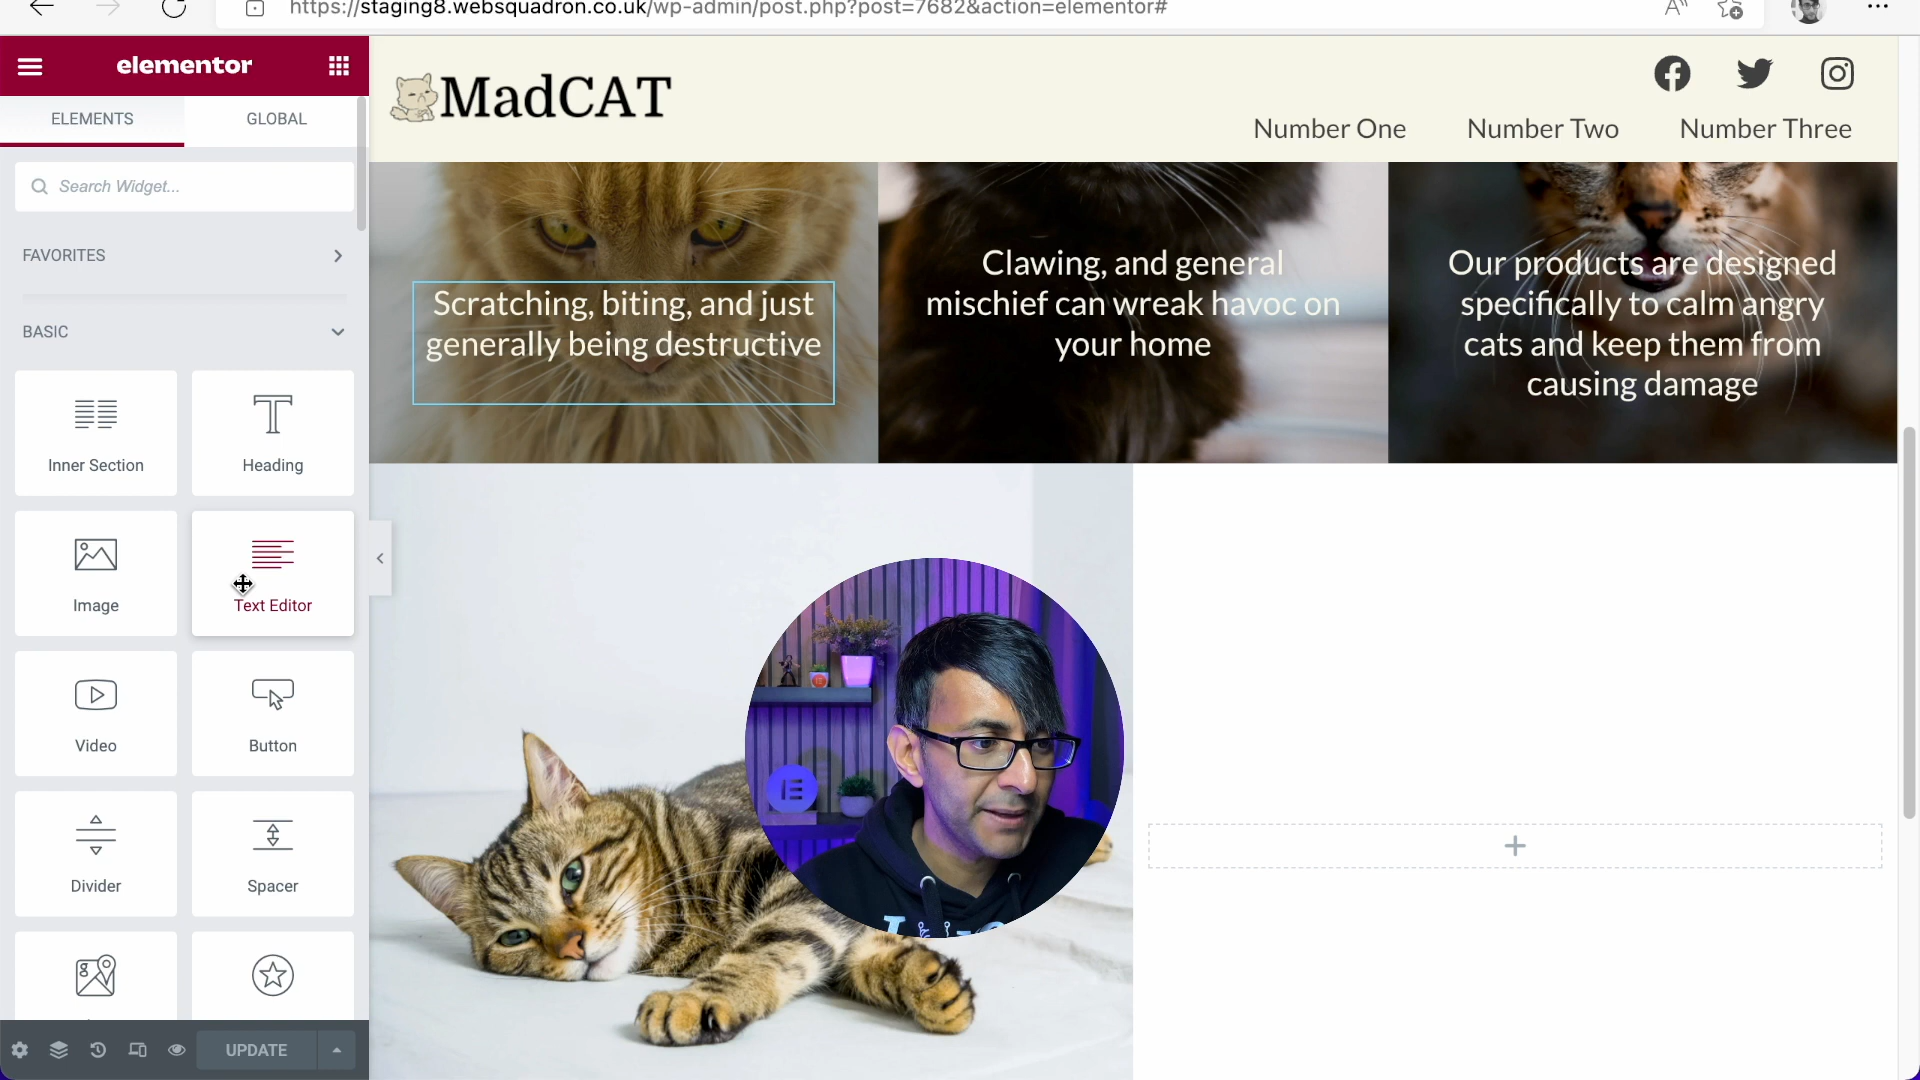 https://staging8.websquadron.co.uk/wp-admin/post.php?post=7682&action=elementor#
elementor
ELEMENTS
GLOBAL
Search Widget...
FAVORITES
BASIC
Inner Section
Heading
Image
Text Editor
Video
Button
Divider
Spacer
UPDATE
MadCAT
Number One
Number Two
Number Three
Scratching, biting, and just
generally being destructive
Clawing, and general
mischief can wreak havoc on
your home
Our products are designed
specifically to calm angry
cats and keep them from
causing damage